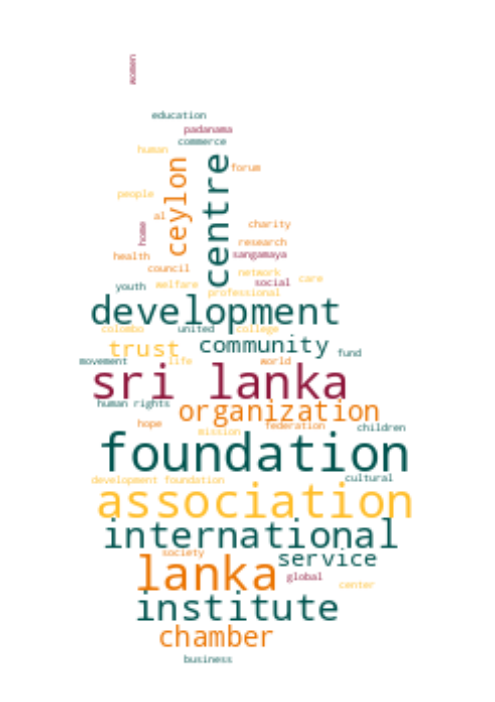 women
education
padanama
commerce
human
ceylon
centre
forum
people
al
home
charity
research
health
sangamaya
council
network
youth
welfare
social
care
professional
development
colombo
united
college
trust
community
fund
movement
life
world
sri lanka
human rights
organization
hope
mission
federation
children
foundation
development foundation
cultural
association
international
society
service
lanka
global
center
institute
chamber
business